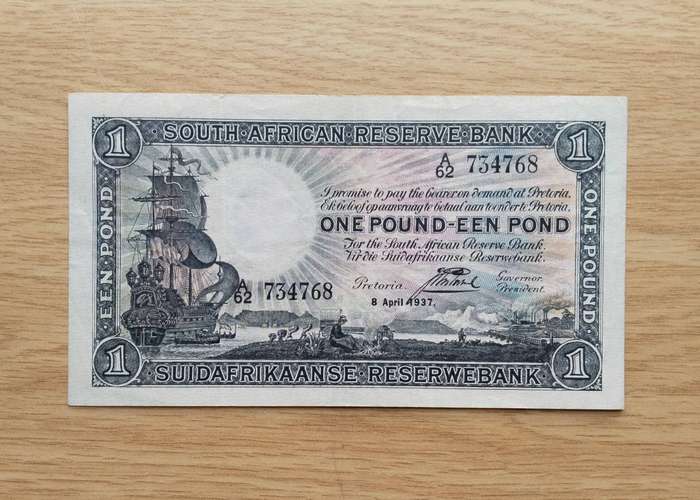 SOUTH·AFRICAN·RESERVE·BANK
1
1
A/62 734768
I promise to pay the bearer on demand at Pretoria.
Ek beloof op aanvraag te betaal aan toonder te Pretoria.
ONE POUND-EEN POND
For the South African Reserve Bank.
Vir die Suidafrikaanse Reserwebank.
A/62 734768
Pretoria.
Governor.
President.
8 April 1937.
EEN·POND
ONE·POUND
1
1
SUIDAFRIKAANSE·RESERWEBANK